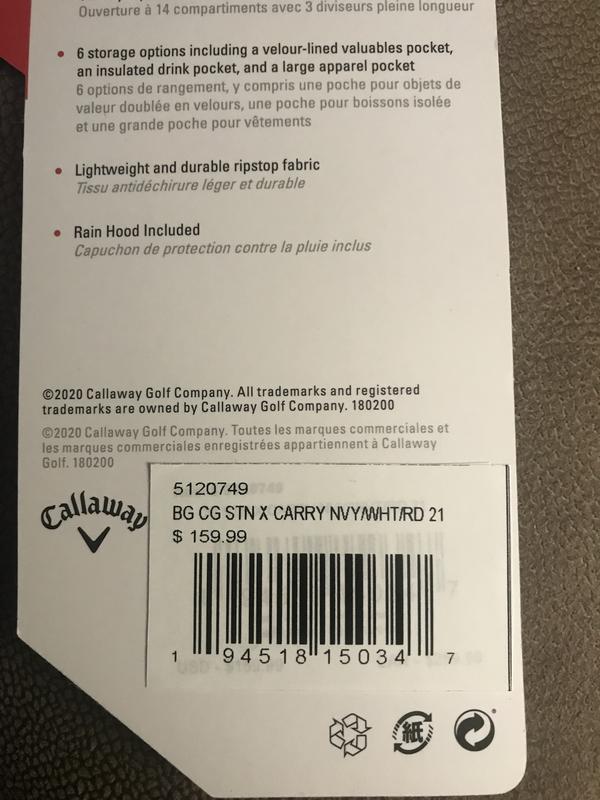 Ouverture à 14 compartiments avec 3 diviseurs pleine longueur
• 6 storage options including a velour-lined valuables pocket,
an insulated drink pocket, and a large apparel pocket
6 options de rangement, y compris une poche pour objets de
valeur doublée en velours, une poche pour boissons isolée
et une grande poche pour vêtements
• Lightweight and durable ripstop fabric
Tissu antidéchirure léger et durable
• Rain Hood Included
Capuchon de protection contre la pluie inclus
©2020 Callaway Golf Company. All trademarks and registered
trademarks are owned by Callaway Golf Company. 180200
©2020 Callaway Golf Company. Toutes les marques commerciales et
les marques commerciales enregistrées appartiennent à Callaway
Golf. 180200
Callaway
5120749
BG CG STN X CARRY NVY/WHT/RD 21
$ 159.99
1 94518 15034 7
紙